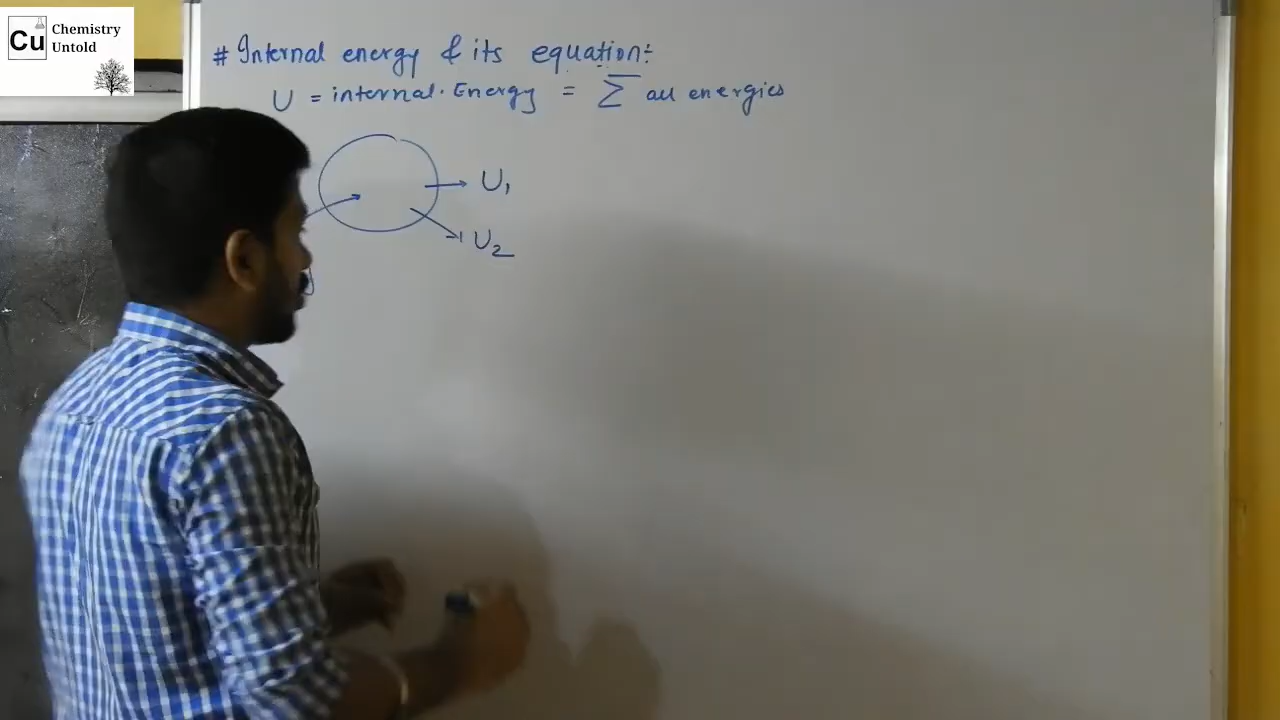 Cu
Chemistry
Untold
# Internal energy & its equation:
U = internal. Energy = ∑ all energies
U₁
U₂